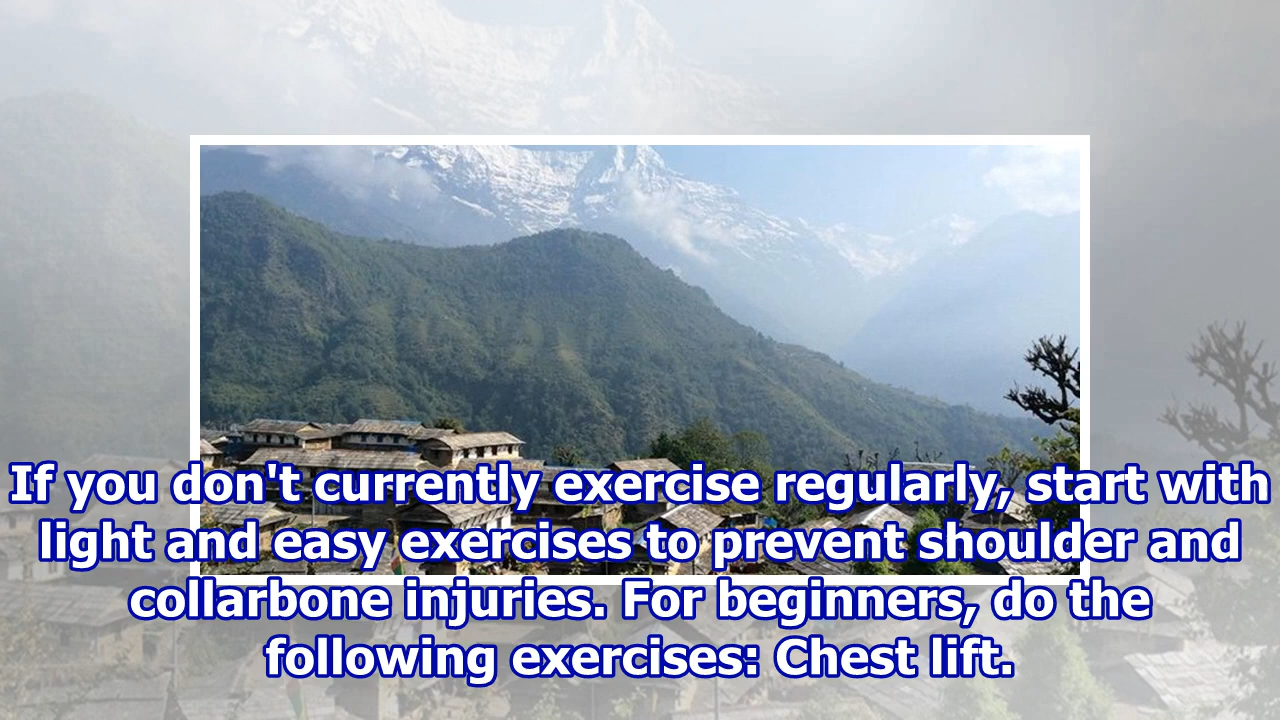 If you don't currently exercise regularly, start with
light and easy exercises to prevent shoulder and
collarbone injuries. For beginners, do the
following exercises: Chest lift.